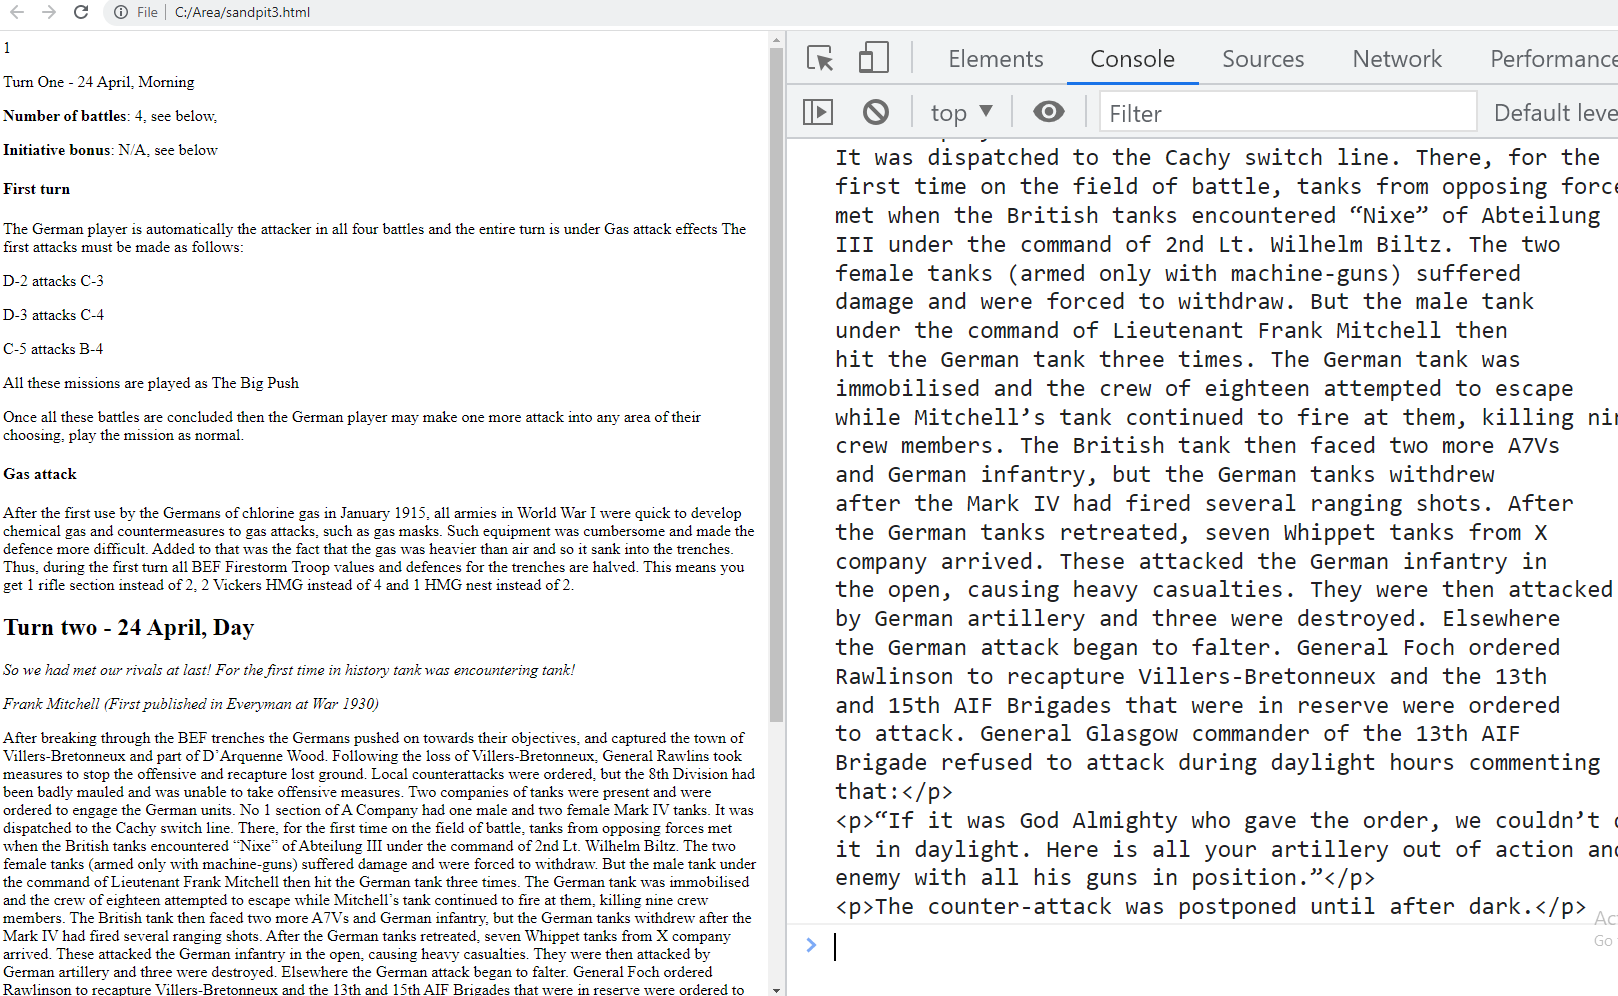 File
C:/Area/sandpit3.html
1
Turn One - 24 April, Morning
Number of battles: 4, see below,
Initiative bonus: N/A, see below
First turn
The German player is automatically the attacker in all four battles and the entire turn is under Gas attack effects The
first attacks must be made as follows:
D-2 attacks C-3
D-3 attacks C-4
C-5 attacks B-4
All these missions are played as The Big Push
Once all these battles are concluded then the German player may make one more attack into any area of their
choosing, play the mission as normal.
Gas attack
After the first use by the Germans of chlorine gas in January 1915, all armies in World War I were quick to develop
chemical gas and countermeasures to gas attacks, such as gas masks. Such equipment was cumbersome and made the
defence more difficult. Added to that was the fact that the gas was heavier than air and so it sank into the trenches.
Thus, during the first turn all BEF Firestorm Troop values and defences for the trenches are halved. This means you
get 1 rifle section instead of 2, 2 Vickers HMG instead of 4 and 1 HMG nest instead of 2.
Turn two - 24 April, Day
So we had met our rivals at last! For the first time in history tank was encountering tank!
Frank Mitchell (First published in Everyman at War 1930)
After breaking through the BEF trenches the Germans pushed on towards their objectives, and captured the town of
Villers-Bretonneux and part of D’Arquenne Wood. Following the loss of Villers-Bretonneux, General Rawlins took
measures to stop the offensive and recapture lost ground. Local counterattacks were ordered, but the 8th Division had
been badly mauled and was unable to take offensive measures. Two companies of tanks were present and were
ordered to engage the German units. No 1 section of A Company had one male and two female Mark IV tanks. It was
dispatched to the Cachy switch line. There, for the first time on the field of battle, tanks from opposing forces met
when the British tanks encountered “Nixe” of Abteilung III under the command of 2nd Lt. Wilhelm Biltz. The two
female tanks (armed only with machine-guns) suffered damage and were forced to withdraw. But the male tank under
the command of Lieutenant Frank Mitchell then hit the German tank three times. The German tank was immobilised
and the crew of eighteen attempted to escape while Mitchell’s tank continued to fire at them, killing nine crew
members. The British tank then faced two more A7Vs and German infantry, but the German tanks withdrew after the
Mark IV had fired several ranging shots. After the German tanks retreated, seven Whippet tanks from X company
arrived. These attacked the German infantry in the open, causing heavy casualties. They were then attacked by
German artillery and three were destroyed. Elsewhere the German attack began to falter. General Foch ordered
Rawlinson to recapture Villers-Bretonneux and the 13th and 15th AIF Brigades that were in reserve were ordered to
Elements Console Sources Network Performance
top Filter Default leve
It was dispatched to the Cachy switch line. There, for the
first time on the field of battle, tanks from opposing force
met when the British tanks encountered “Nixe” of Abteilung
III under the command of 2nd Lt. Wilhelm Biltz. The two
female tanks (armed only with machine-guns) suffered
damage and were forced to withdraw. But the male tank
under the command of Lieutenant Frank Mitchell then
hit the German tank three times. The German tank was
immobilised and the crew of eighteen attempted to escape
while Mitchell’s tank continued to fire at them, killing nin
crew members. The British tank then faced two more A7Vs
and German infantry, but the German tanks withdrew
after the Mark IV had fired several ranging shots. After
the German tanks retreated, seven Whippet tanks from X
company arrived. These attacked the German infantry in
the open, causing heavy casualties. They were then attacked
by German artillery and three were destroyed. Elsewhere
the German attack began to falter. General Foch ordered
Rawlinson to recapture Villers-Bretonneux and the 13th
and 15th AIF Brigades that were in reserve were ordered
to attack. General Glasgow commander of the 13th AIF
Brigade refused to attack during daylight hours commenting
that:</p>
<p>“If it was God Almighty who gave the order, we couldn’t
it in daylight. Here is all your artillery out of action and
enemy with all his guns in position.”</p>
<p>The counter-attack was postponed until after dark.</p>
Act
Go